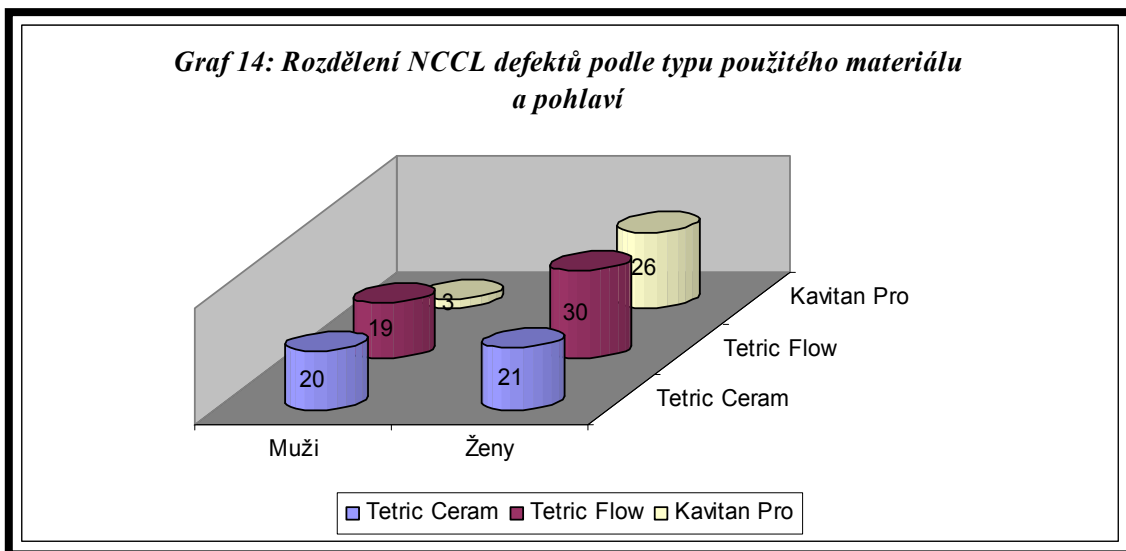 Graf 14: Rozdělení NCCL defektů podle typu použitého materiálu
a pohlaví
26
3
Kavitan Pro
30
19
Tetric Flow
20
21
Tetric Ceram
Muži
Ženy
Tetric Ceram Tetric Flow Kavitan Pro